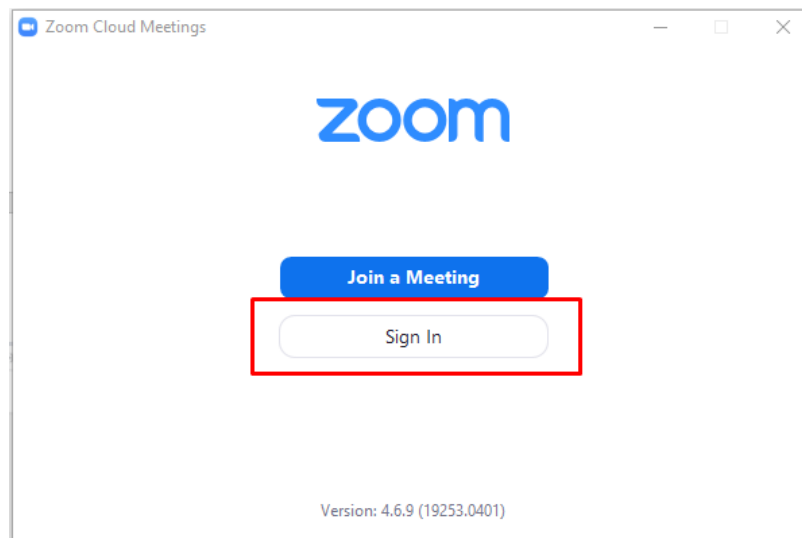 Zoom Cloud Meetings
zoom
Join a Meeting
Sign In
Version: 4.6.9 (19253.0401)